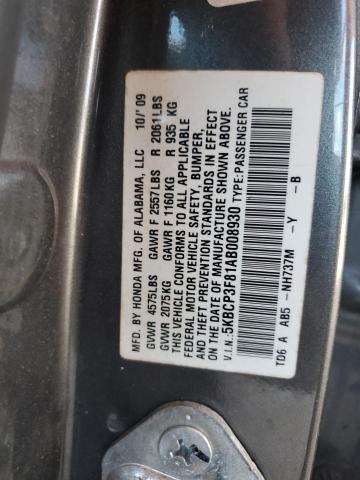 MFD. BY HONDA MFG. OF ALABAMA, LLC 10/'09
GVWR 4575LBS GAWR F 2557LBS R 2061LBS
GVWR 2075KG GAWR F 1160KG R 935 KG
THIS VEHICLE CONFORMS TO ALL APPLICABLE
FEDERAL MOTOR VEHICLE SAFETY, BUMPER,
AND THEFT PREVENTION STANDARDS IN EFFECT
ON THE DATE OF MANUFACTURE SHOWN ABOVE.
V.I.N.: 5KBCP3F81AB008930 TYPE: PASSENGER CAR
TD6 A AB5 -NH737M -Y -B